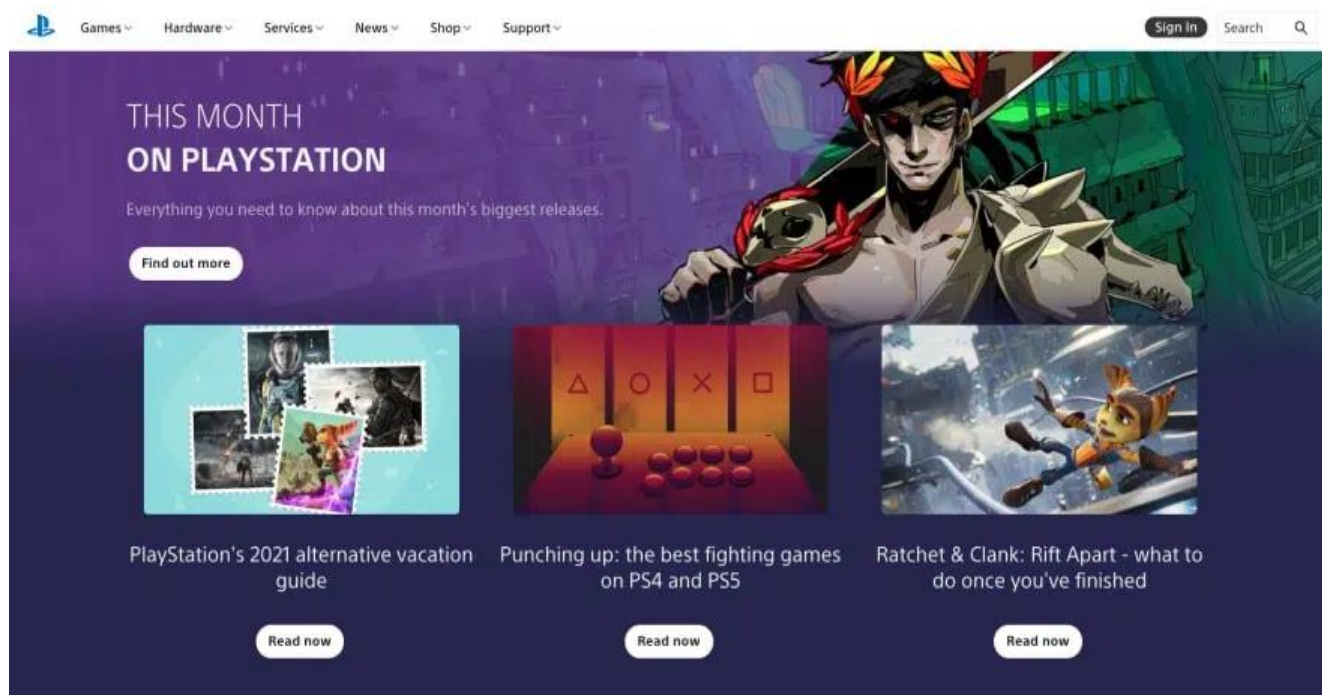 Games Hardware Services News Shop Support Sign In Search
THIS MONTH
ON PLAYSTATION
Everything you need to know about this month's biggest releases.
Find out more
PlayStation's 2021 alternative vacation
guide
Read now
Punching up: the best fighting games
on PS4 and PS5
Read now
Ratchet & Clank: Rift Apart - what to
do once you've finished
Read now